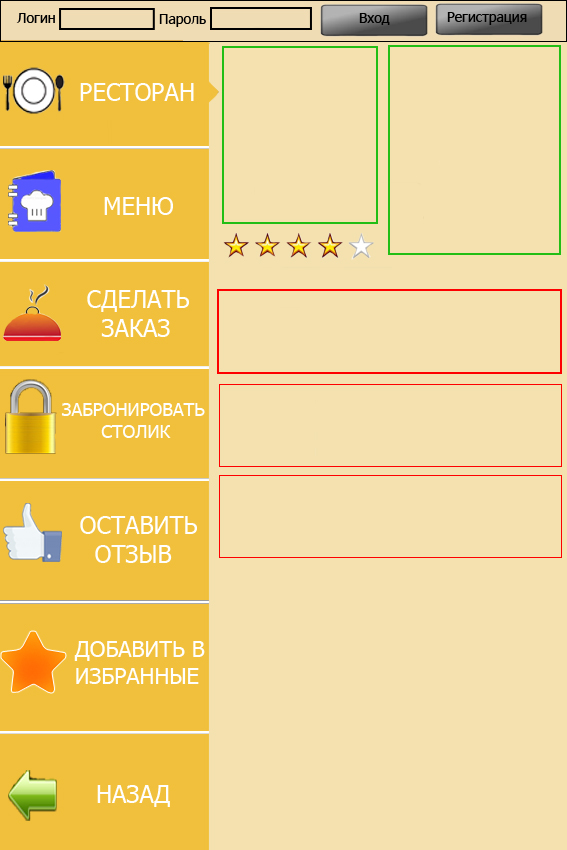 Логин Пароль Вход Регистрация
РЕСТОРАН
МЕНЮ
СДЕЛАТЬ
ЗАКАЗ
ЗАБРОНИРОВАТЬ
СТОЛИК
ОСТАВИТЬ
ОТЗЫВ
ДОБАВИТЬ В
ИЗБРАННЫЕ
НАЗАД